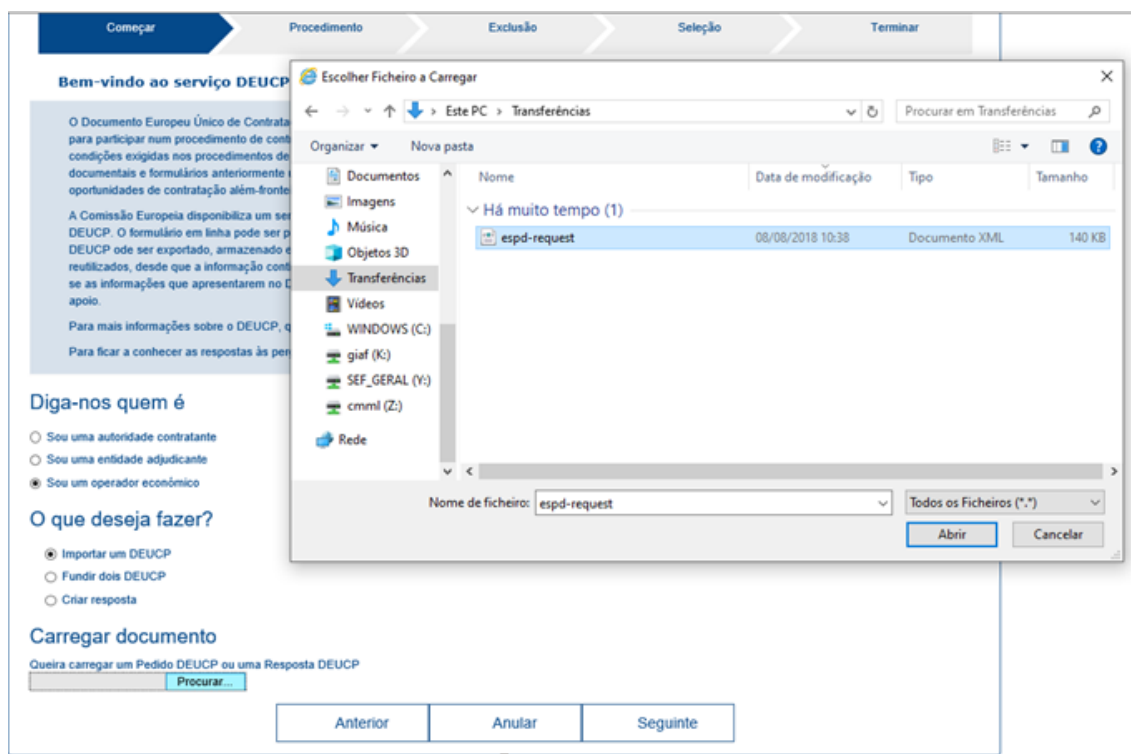 Começar
Procedimento
Exclusão
Seleção
Terminar
Bem-vindo ao serviço DEUCP
O Documento Europeu Único de Contrata
para participar num procedimento de cont
condições exigidas nos procedimentos de
documentais e formulários anteriormente
oportunidades de contratação além-fronte
A Comissão Europeia disponibiliza um ser
DEUCP. O formulário em linha pode ser p
DEUCP ode ser exportado, armazenado e
reutilizados, desde que a informação conti
se as informações que apresentarem no D
apoio.
Para mais informações sobre o DEUCP, q
Para ficar a conhecer as respostas às per
Diga-nos quem é
Sou uma autoridade contratante
Sou uma entidade adjudicante
Sou um operador económico
O que deseja fazer?
Importar um DEUCP
Fundir dois DEUCP
Criar resposta
Carregar documento
Queira carregar um Pedido DEUCP ou uma Resposta DEUCP
Procurar...
Anterior
Anular
Seguinte
Escolher Ficheiro a Carregar
Este PC > Transferências
Procurar em Transferências
Organizar
Nova pasta
Documentos
Imagens
Música
Objetos 3D
Transferências
Vídeos
WINDOWS (C:)
giaf (K:)
SEF_GERAL (Y:)
cmml (Z:)
Rede
Nome
Data de modificação
Tipo
Tamanho
Há muito tempo (1)
espd-request
08/08/2018 10:38
Documento XML
140 KB
Nome de ficheiro:
espd-request
Todos os Ficheiros (*.*)
Abrir
Cancelar